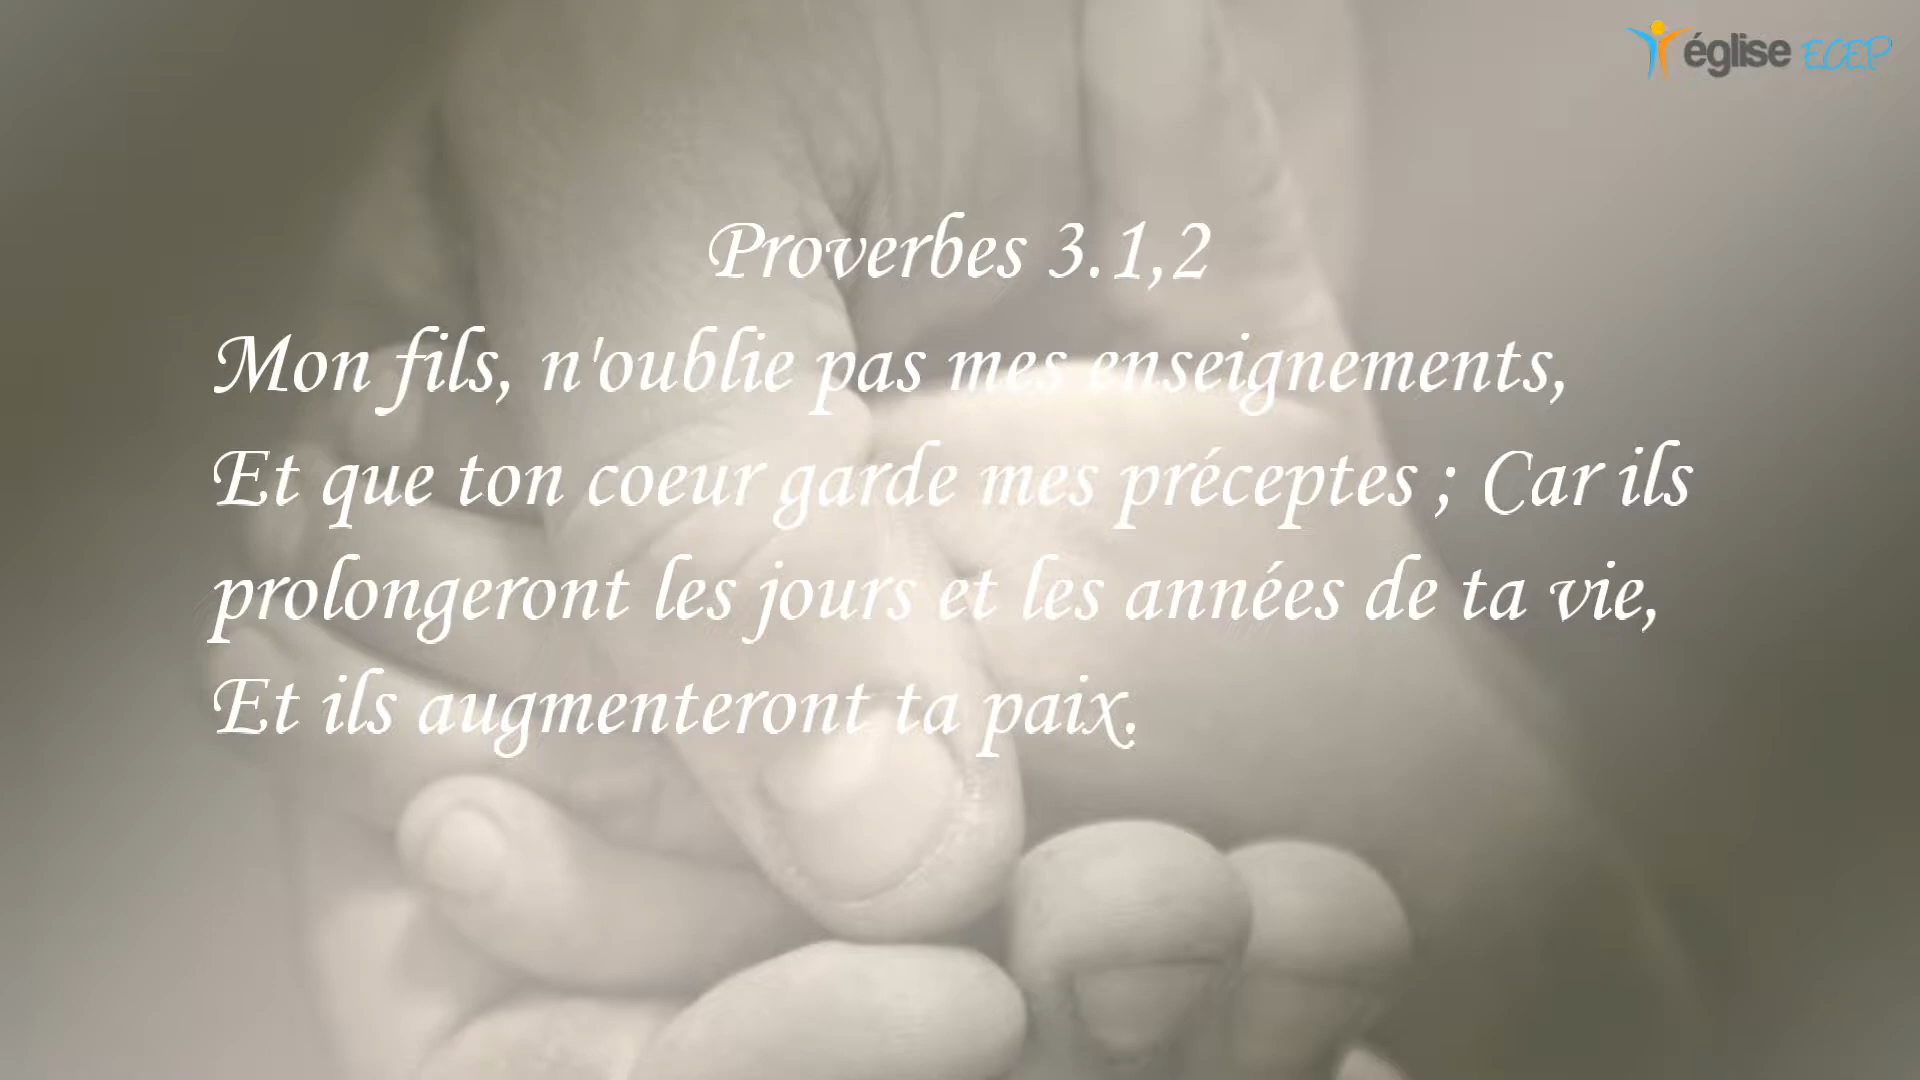 église ECEP
Proverbes 3.1,2
Mon fils, n'oublie pas mes enseignements,
Et que ton coeur garde mes préceptes ; Car ils
prolongeront les jours et les années de ta vie,
Et ils augmenteront ta paix.